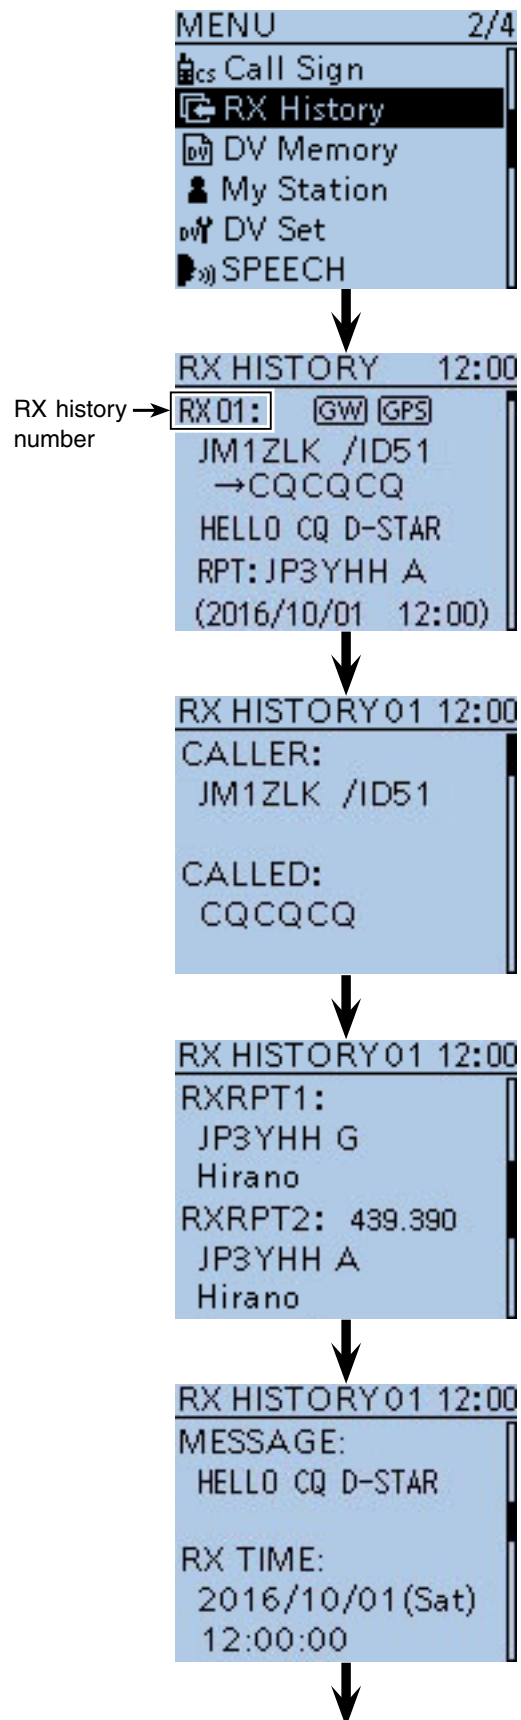 MENU 2/4
CS Call Sign
RX History
DV DV Memory
My Station
DV DV Set
SPEECH
RX HISTORY 12:00
RX history
number
RX01: GW GPS
JM1ZLK /ID51
→CQCQCQ
HELLO CQ D-STAR
RPT:JP3YHH A
(2016/10/01 12:00)
RX HISTORY01 12:00
CALLER:
JM1ZLK /ID51
CALLED:
CQCQCQ
RX HISTORY01 12:00
RXRPT1:
JP3YHH G
Hirano
RXRPT2: 439.390
JP3YHH A
Hirano
RX HISTORY01 12:00
MESSAGE:
HELLO CQ D-STAR
RX TIME:
2016/10/01(Sat)
12:00:00